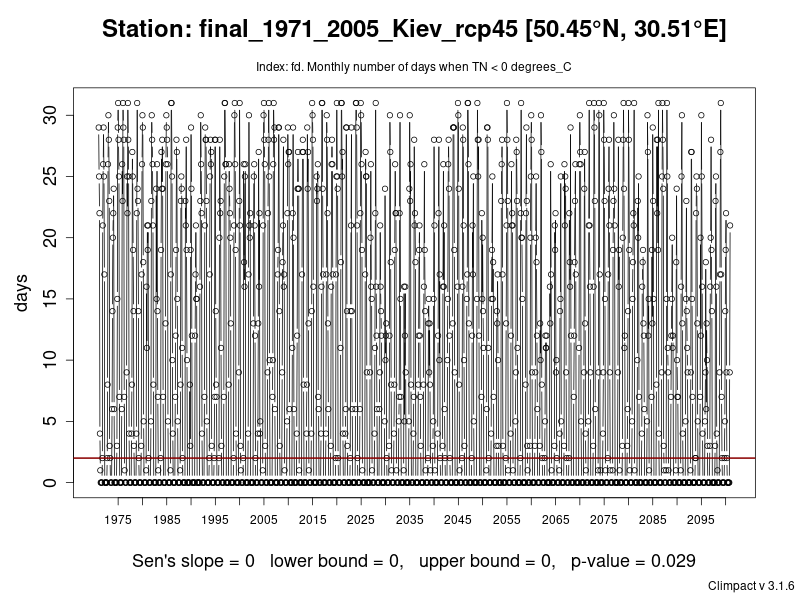 Station: final_1971_2005_Kiev_rcp45 [50.45°N, 30.51°E]
Index: fd. Monthly number of days when TN < 0 degrees_C
days
30
25
20
15
10
5
0
1975 1985 1995 2005 2015 2025 2035 2045 2055 2065 2075 2085 2095
Sen's slope = 0 lower bound = 0, upper bound = 0, p-value = 0.029
Climpact v 3.1.6